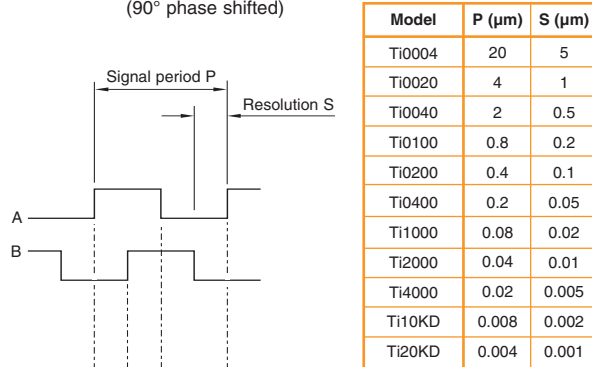 (90° phase shifted)
Signal period P
Resolution S
A
B
Model P (µm) S (µm)
Ti0004 20 5
Ti0020 4 1
Ti0040 2 0.5
Ti0100 0.8 0.2
Ti0200 0.4 0.1
Ti0400 0.2 0.05
Ti1000 0.08 0.02
Ti2000 0.04 0.01
Ti4000 0.02 0.005
Ti10KD 0.008 0.002
Ti20KD 0.004 0.001